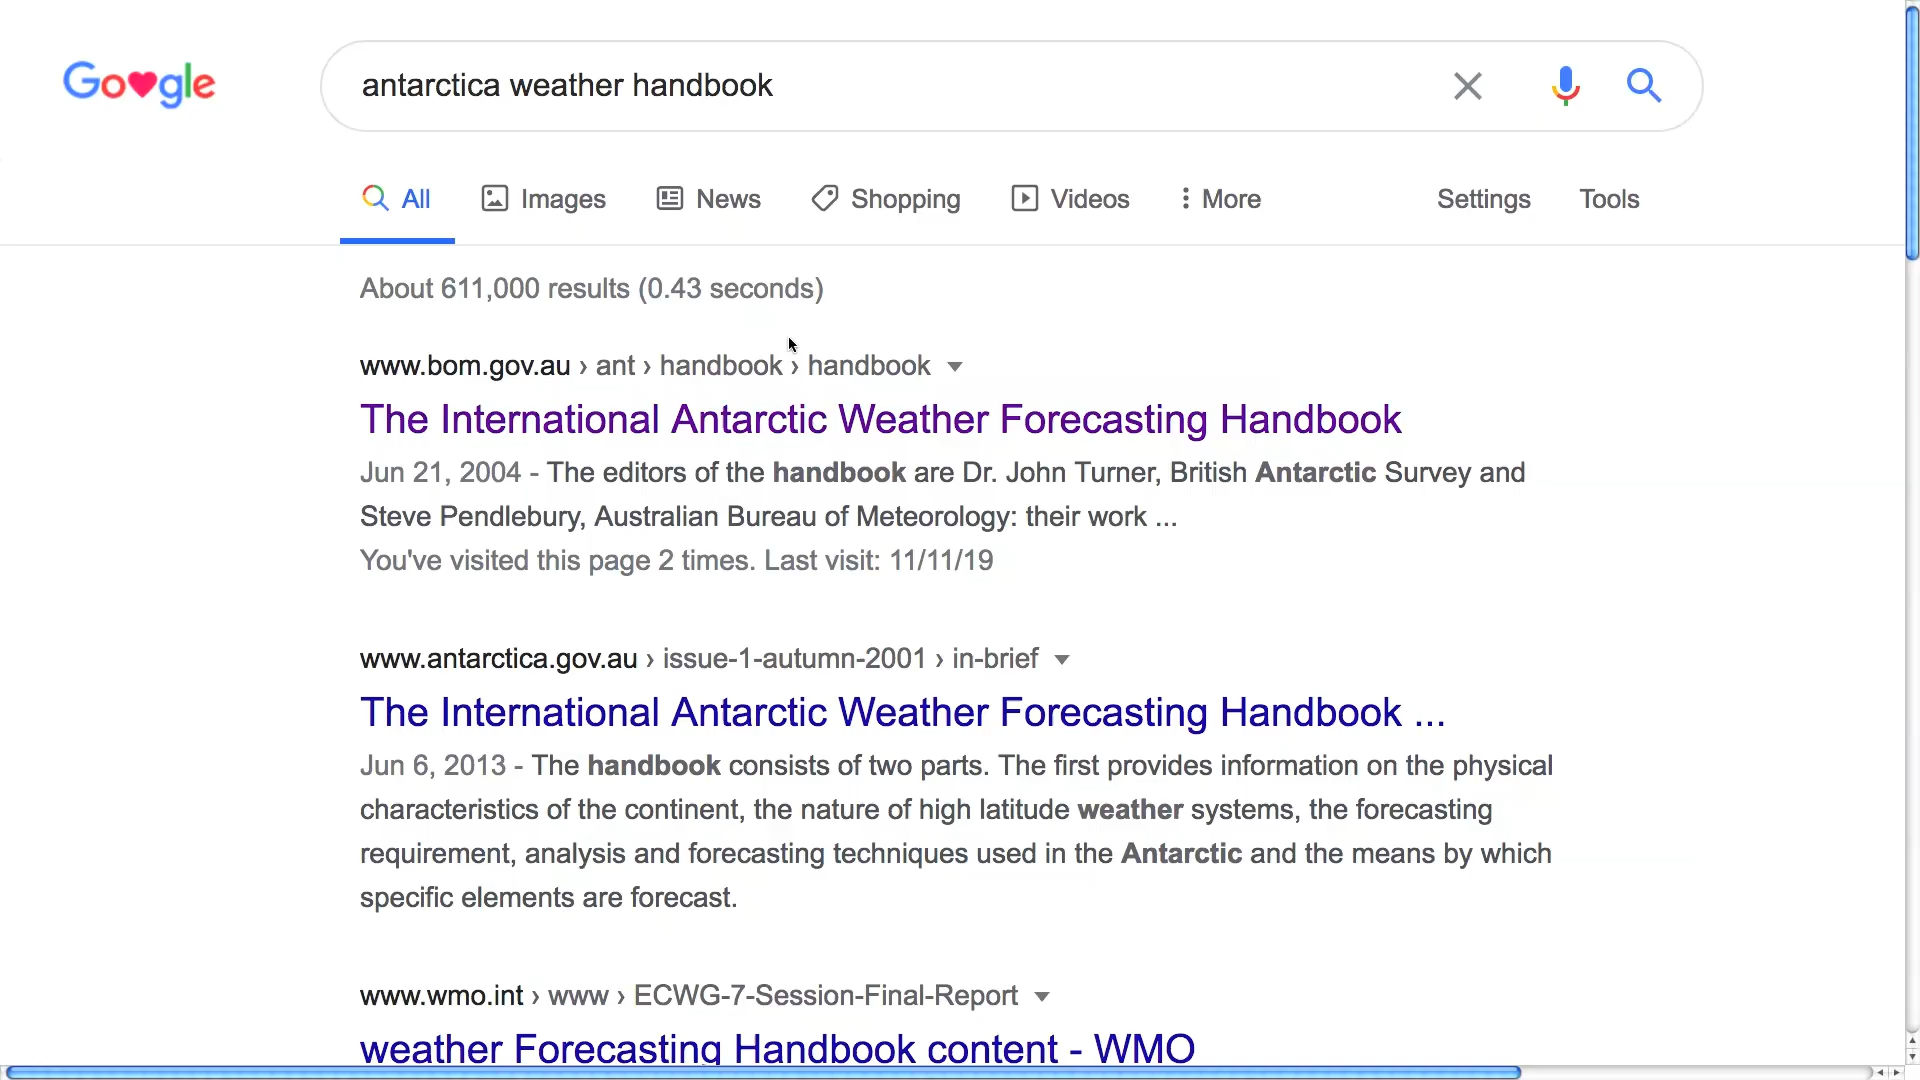 Go♥gle
antarctica weather handbook
All Images News Shopping Videos More Settings Tools
About 611,000 results (0.43 seconds)
www.bom.gov.au › ant › handbook › handbook
The International Antarctic Weather Forecasting Handbook
Jun 21, 2004 - The editors of the handbook are Dr. John Turner, British Antarctic Survey and
Steve Pendlebury, Australian Bureau of Meteorology: their work ...
You've visited this page 2 times. Last visit: 11/11/19
www.antarctica.gov.au › issue-1-autumn-2001 › in-brief
The International Antarctic Weather Forecasting Handbook ...
Jun 6, 2013 - The handbook consists of two parts. The first provides information on the physical
characteristics of the continent, the nature of high latitude weather systems, the forecasting
requirement, analysis and forecasting techniques used in the Antarctic and the means by which
specific elements are forecast.
www.wmo.int › www › ECWG-7-Session-Final-Report
weather Forecasting Handbook content - WMO